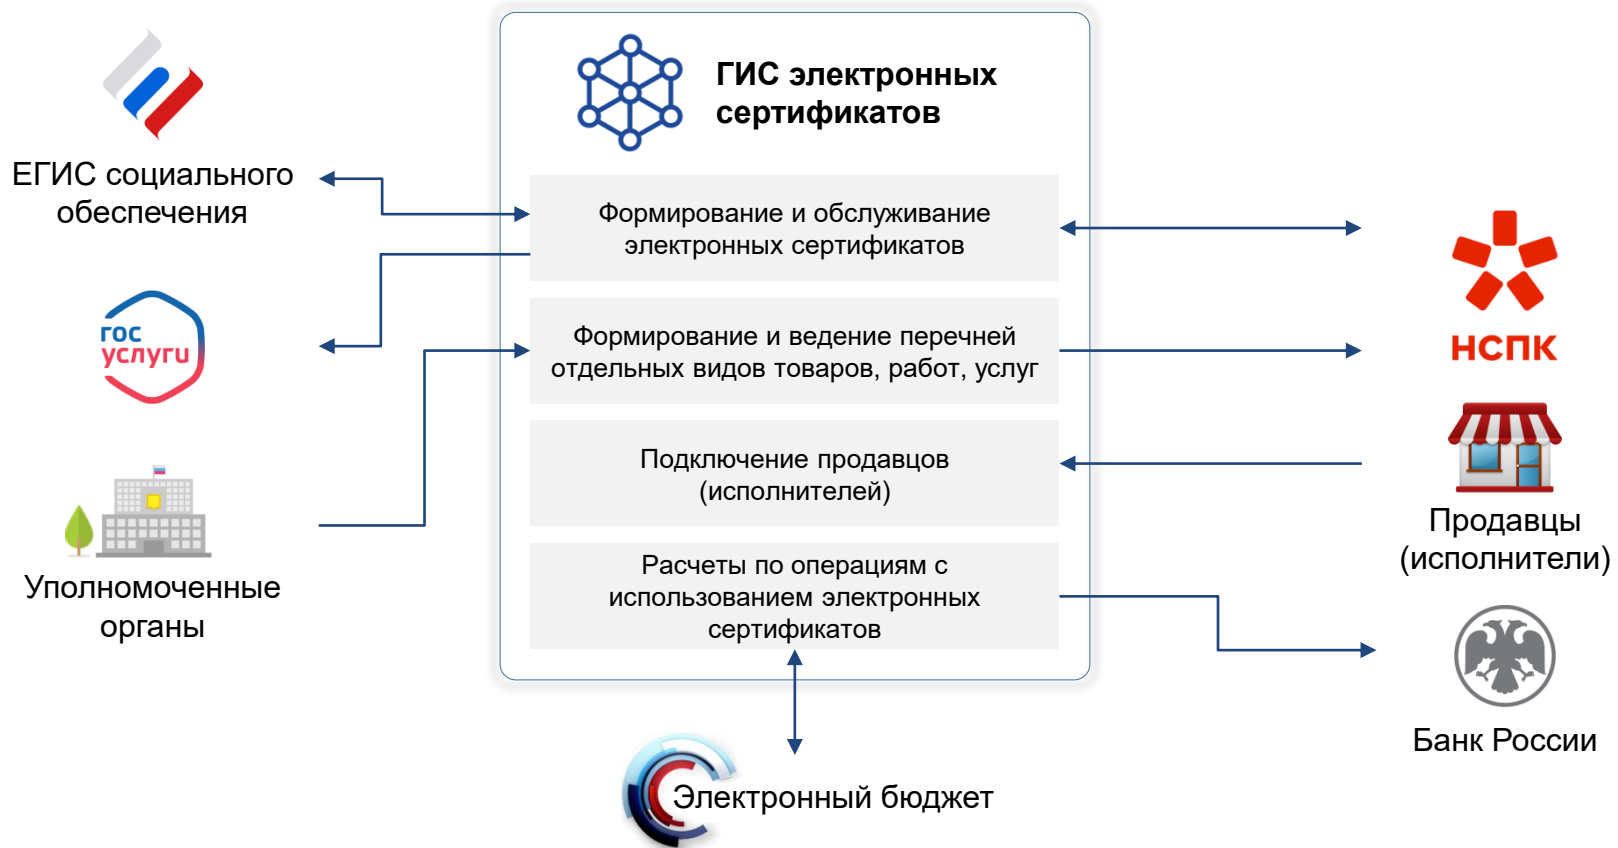 ГИС электронных
сертификатов
ЕГИС социального
обеспечения
гос
услуги
Уполномоченные
органы
Формирование и обслуживание
электронных сертификатов
Формирование и ведение перечней
отдельных видов товаров, работ, услуг
Подключение продавцов
(исполнителей)
Расчеты по операциям с
использованием электронных
сертификатов
НСПК
Продавцы
(исполнители)
Банк России
Электронный бюджет